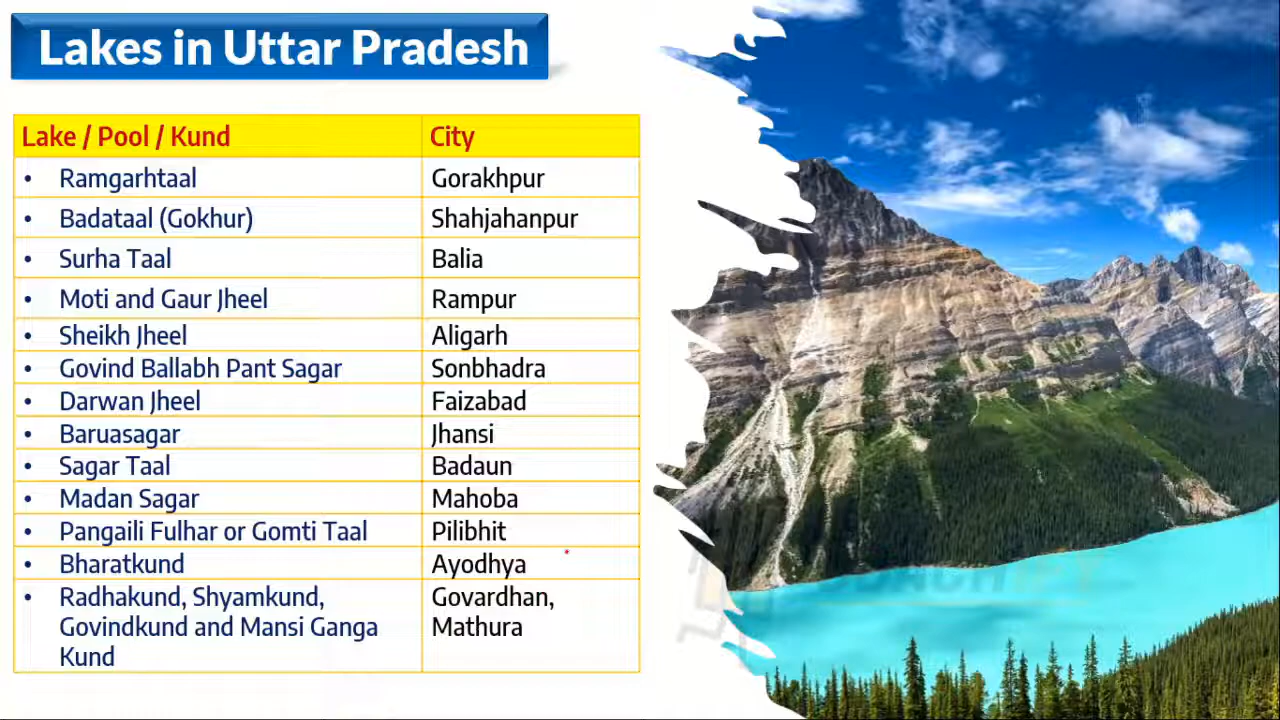 Lakes in Uttar Pradesh
Lake / Pool / Kund City
• Ramgarhtaal Gorakhpur
• Badataal (Gokhur) Shahjahanpur
• Surha Taal Balia
• Moti and Gaur Jheel Rampur
• Sheikh Jheel Aligarh
• Govind Ballabh Pant Sagar Sonbhadra
• Darwan Jheel Faizabad
• Baruasagar Jhansi
• Sagar Taal Badaun
• Madan Sagar Mahoba
• Pangaili Fulhar or Gomti Taal Pilibhit
• Bharatkund Ayodhya
• Radhakund, Shyamkund, Govardhan,
Govindkund and Mansi Ganga Mathura
Kund